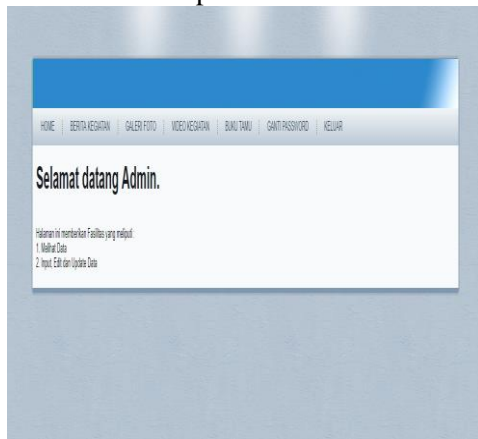 HOME BERITA KEGIATAN GALERI FOTO VIDEO KEGIATAN BUKU TAMU GANTI PASSWORD KELUAR
Selamat datang Admin.
Halaman ini memberikan Fasilitas yang meliputi:
1. Melihat Data
2. Input, Edit dan Update Data